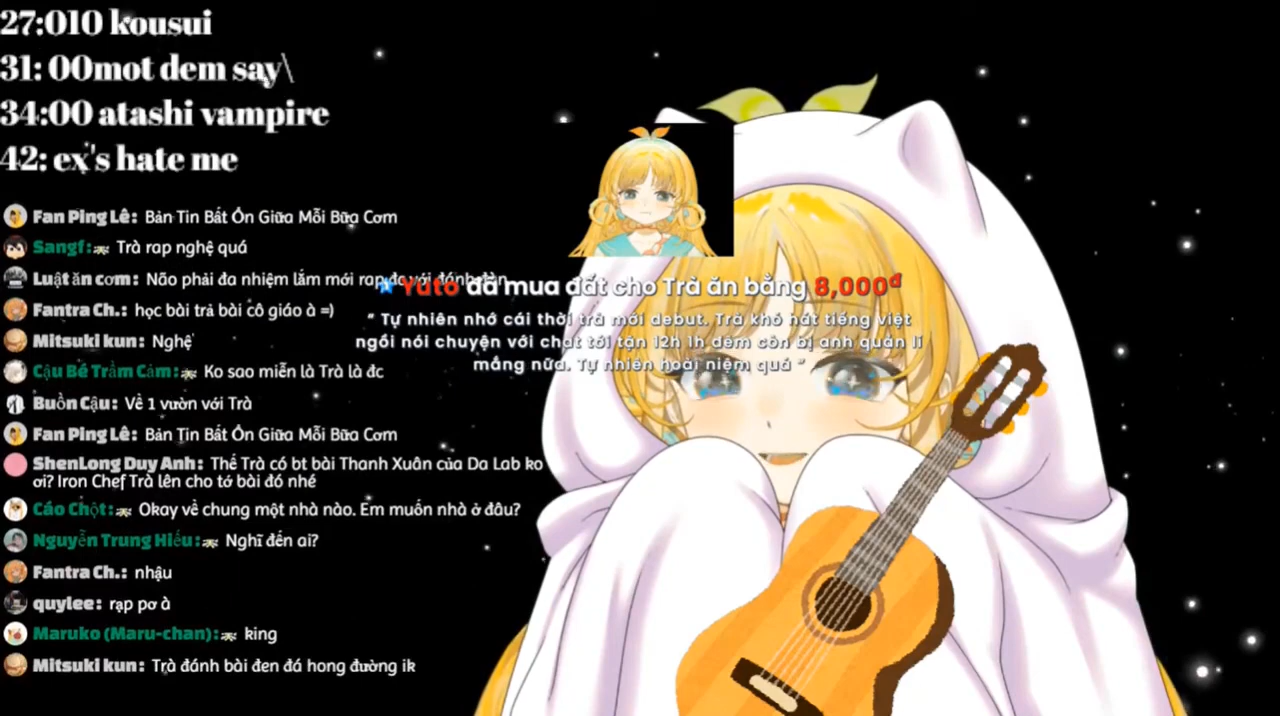 27:010 kousui
31: 00mot dem say\
34:00 atashi vampire
42: ex's hate me
Fan Ping Lê: Bản Tin Bất Ổn Giữa Mỗi Bữa Cơm
Sangf: Trà rap nghệ quá
Luật ăn cơm: Não phải đa nhiệm lắm mới rap đc với đánh đàn
Fantra Ch.: học bài trả bài cô giáo à =)
Mitsuki kun: Nghệ
Cậu Bé Trầm Cảm: Ko sao miễn là Trà là đc
Buồn Cậu: Về 1 vườn với Trà
Fan Ping Lê: Bản Tin Bất Ổn Giữa Mỗi Bữa Cơm
ShenLong Duy Anh: Thế Trà có bt bài Thanh Xuân của Da Lab ko
ơi? Iron Chef Trà lên cho tớ bài đó nhé
Cáo Chột: Okay về chung một nhà nào. Em muốn nhà ở đâu?
Nguyễn Trung Hiếu: Nghĩ đến ai?
Fantra Ch.: nhậu
quylee: rạp pơ à
Maruko (Maru-chan): king
Mitsuki kun: Trà đánh bài đen đá hong đường ik
Yuto đã mua đất cho Trà ăn bằng 8,000đ
“ Tự nhiên nhớ cái thời trà mới debut. Trà khó hát tiếng việt
ngồi nói chuyện với chat tới tận 12h 1h đêm còn bị anh quản lí
mắng nữa. Tự nhiên hoài niệm quá ”